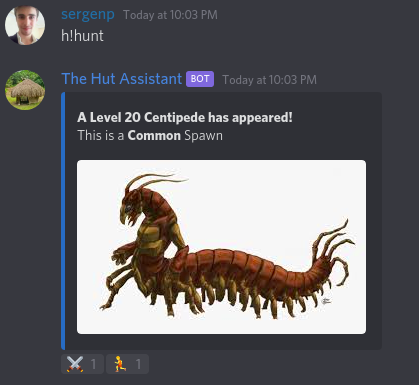 sergenp Today at 10:03 PM
h!hunt
The Hut Assistant BOT Today at 10:03 PM
A Level 20 Centipede has appeared!
This is a Common Spawn
1 1